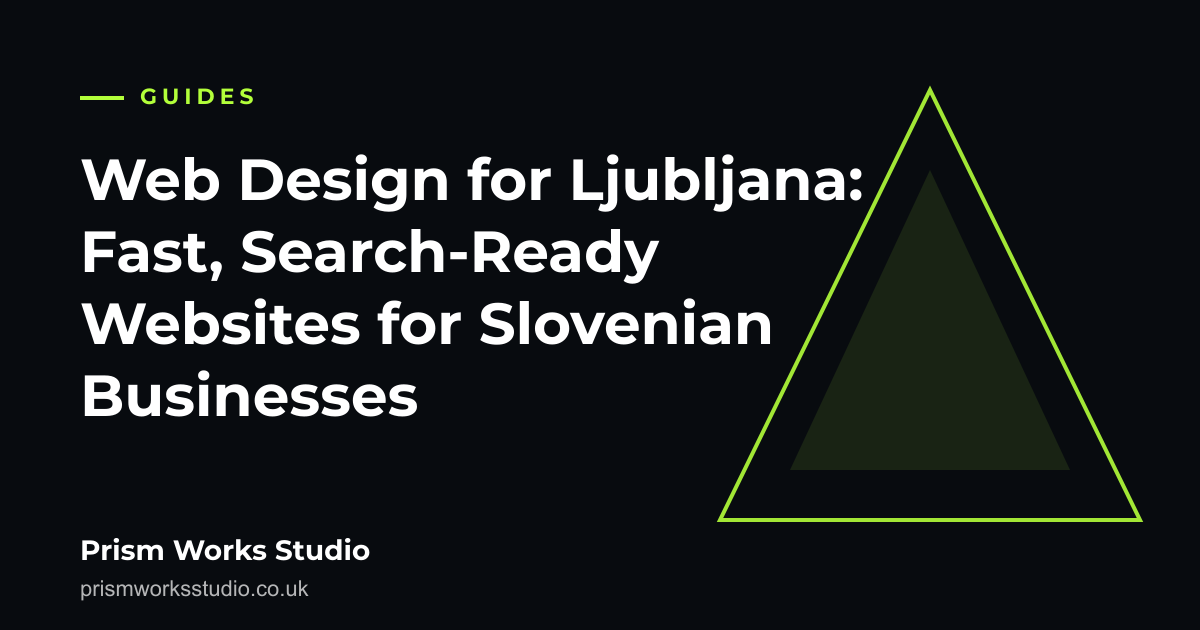 GUIDES
Web Design for Ljubljana:
Fast, Search-Ready
Websites for Slovenian
Businesses
Prism Works Studio
prismworksstudio.co.uk